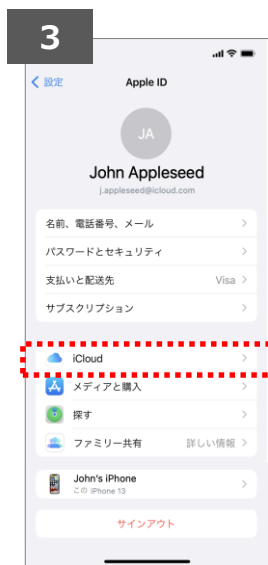 3
設定
Apple ID
JA
John Appleseed
j.appleseed@icloud.com
名前、電話番号、メール
パスワードとセキュリティ
支払いと配送先 Visa
サブスクリプション
iCloud
メディアと購入
探す
ファミリー共有 詳しい情報
John's iPhone
この iPhone 13
サインアウト